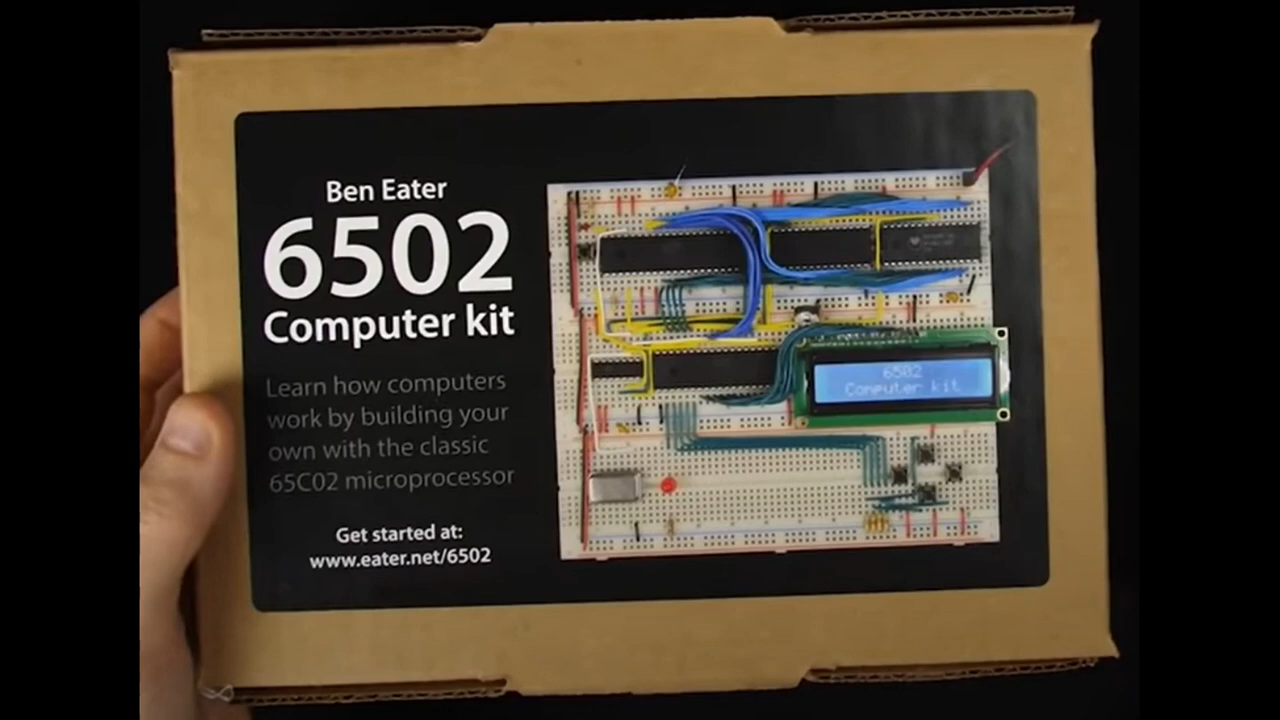 Ben Eater
6502
Computer kit
Learn how computers
work by building your
own with the classic
65C02 microprocessor
Get started at:
www.eater.net/6502
6502
Computer kit